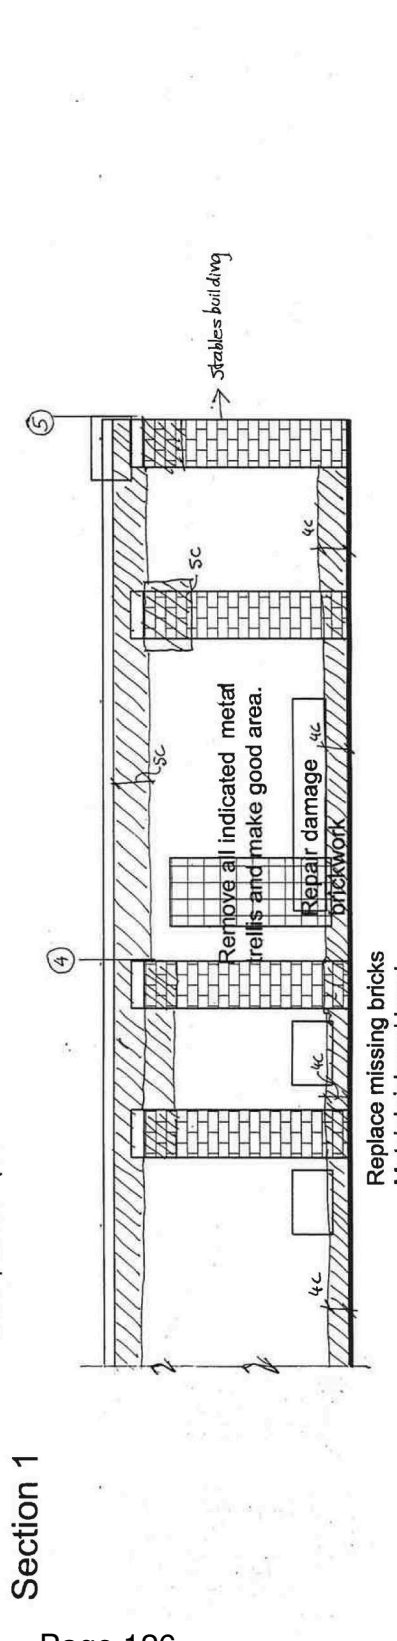 Section 1
5
4
Stables building
5C
5C
4C
4C
4C
4C
Remove all indicated metal
trellis and make good area.
Repair damage
brickwork
Replace missing bricks
Page 126